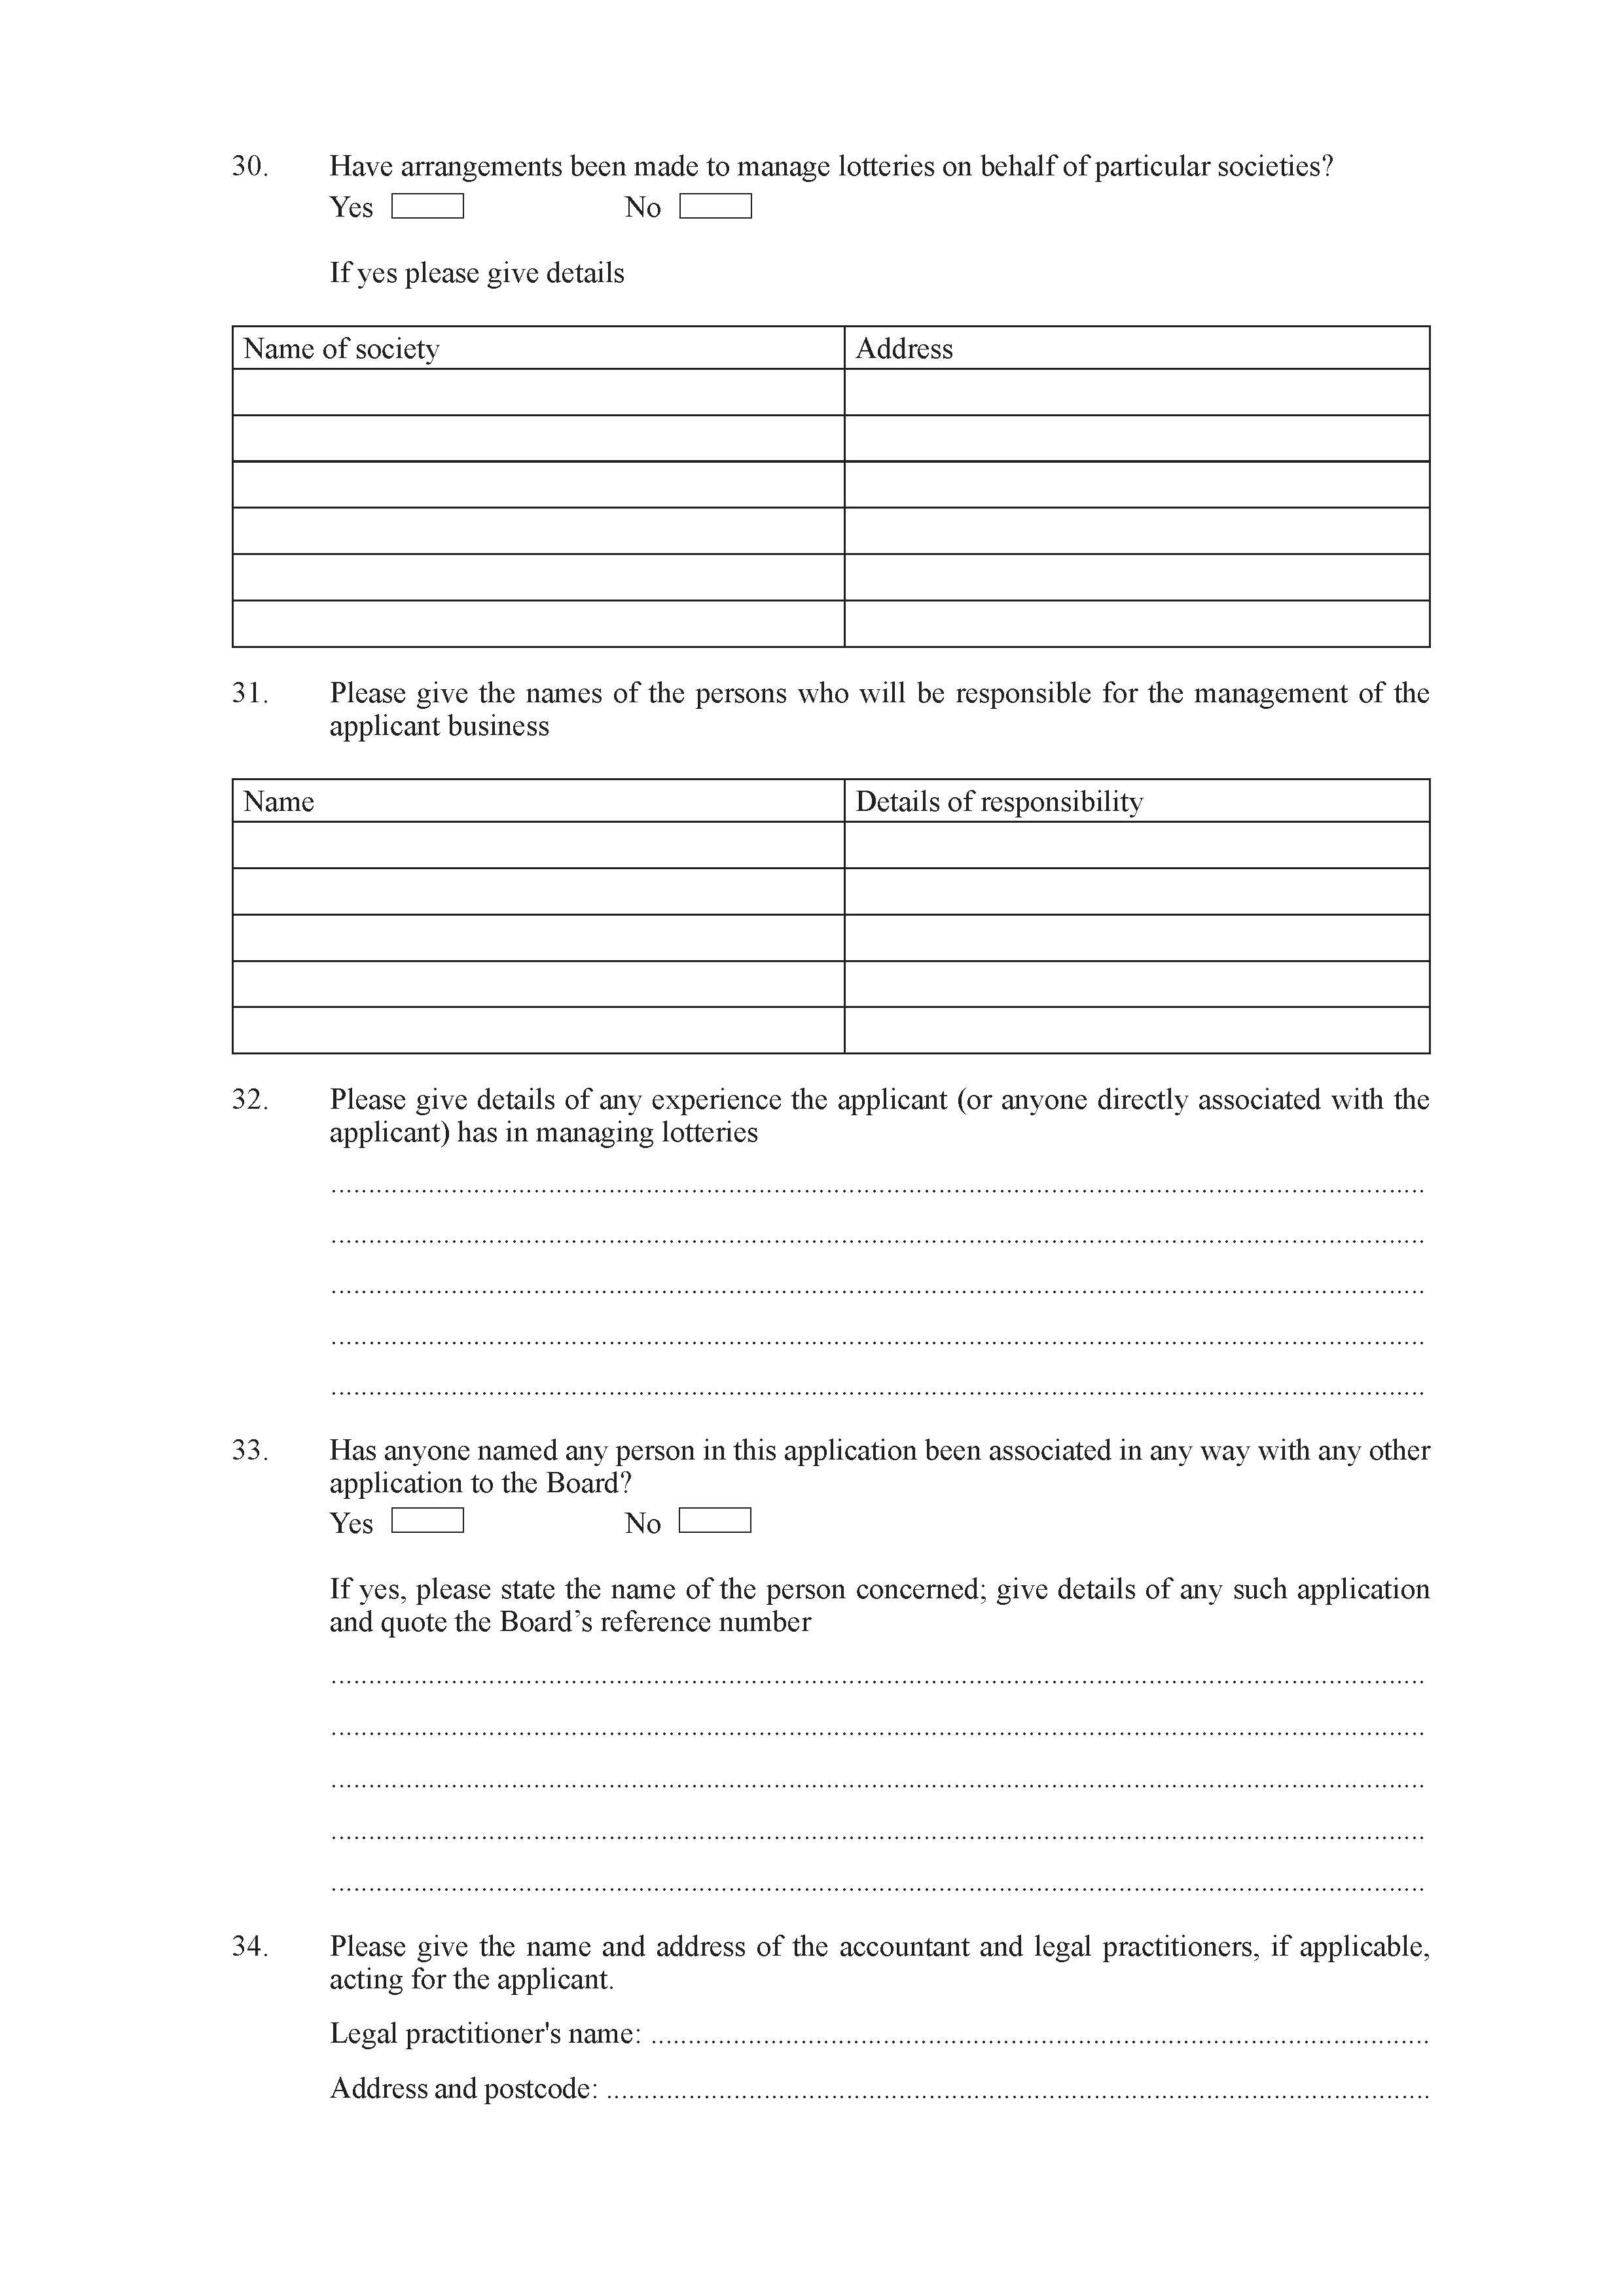 30. Have arrangements been made to manage lotteries on behalf of particular societies?
Yes No
If yes please give details
Name of society Address
31. Please give the names of the persons who will be responsible for the management of the
applicant business
Name Details of responsibility
32. Please give details of any experience the applicant (or anyone directly associated with the
applicant) has in managing lotteries
33. Has anyone named any person in this application been associated in any way with any other
application to the Board?
Yes No
If yes, please state the name of the person concerned; give details of any such application
and quote the Board’s reference number
34. Please give the name and address of the accountant and legal practitioners, if applicable,
acting for the applicant.
Legal practitioner's name:
Address and postcode: